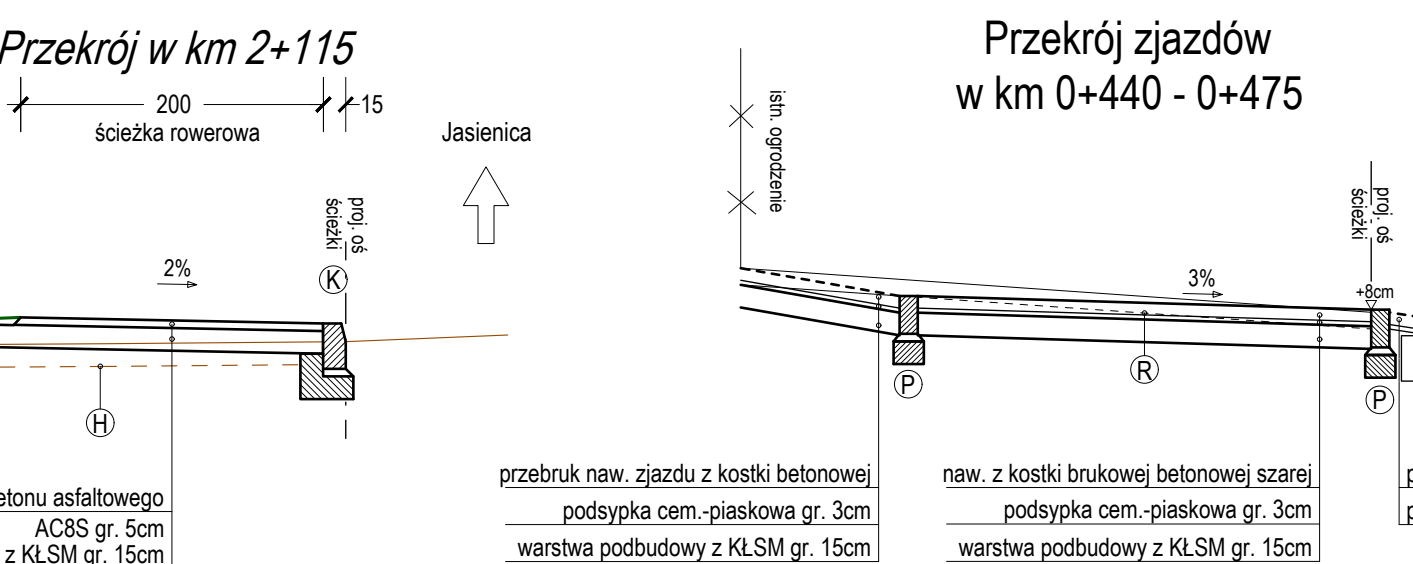 Przekrój w km 2+115
200
15
ścieżka rowerowa
Jasienica
proj. oś
ścieżki
K
2%
H
etonu asfaltowego
AC8S gr. 5cm
z KŁSM gr. 15cm
Przekrój zjazdów
w km 0+440 - 0+475
istn. ogrodzenie
proj. oś
ścieżki
+8cm
3%
P
R
P
przebruk naw. zjazdu z kostki betonowej
podsypka cem.-piaskowa gr. 3cm
warstwa podbudowy z KŁSM gr. 15cm
naw. z kostki brukowej betonowej szarej
podsypka cem.-piaskowa gr. 3cm
warstwa podbudowy z KŁSM gr. 15cm
p
p